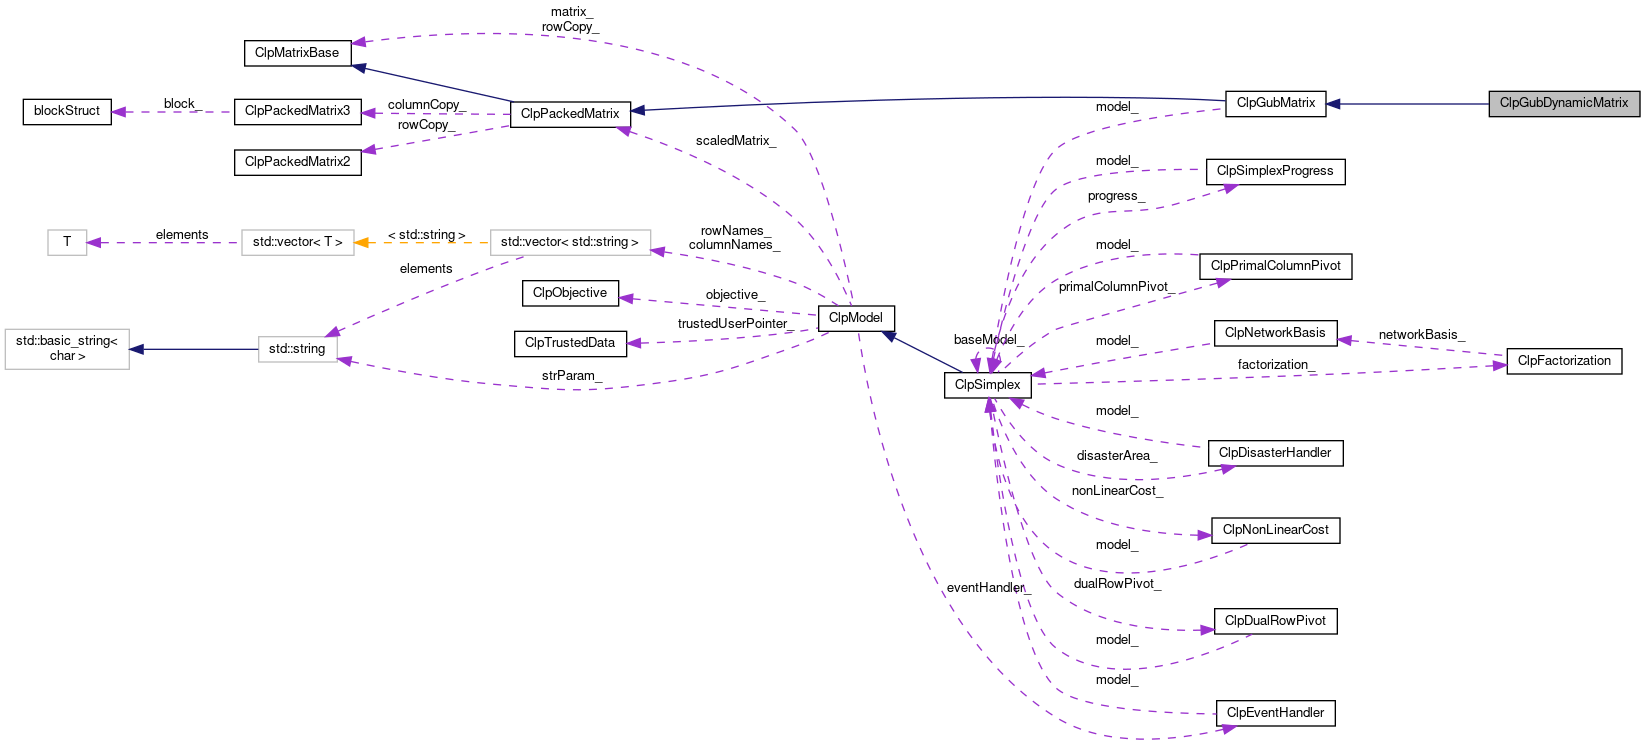 matrix_
rowCopy_
ClpMatrixBase
blockStruct
block_
ClpPackedMatrix3
columnCopy_
rowCopy_
ClpPackedMatrix
ClpPackedMatrix2
scaledMatrix_
model_
ClpGubMatrix
ClpGubDynamicMatrix
model_
ClpSimplexProgress
progress_
T
elements
std::vector< T >
< std::string >
std::vector< std::string >
rowNames_
columnNames_
elements
model_
ClpPrimalColumnPivot
primalColumnPivot_
ClpObjective
objective_
trustedUserPointer_
ClpTrustedData
ClpModel
std::basic_string<
char >
std::string
strParam_
baseModel_
ClpSimplex
model_
ClpNetworkBasis
networkBasis_
factorization_
ClpFactorization
model_
ClpDisasterHandler
disasterArea_
nonLinearCost_
ClpNonLinearCost
model_
eventHandler_
dualRowPivot_
ClpDualRowPivot
model_
model_
ClpEventHandler